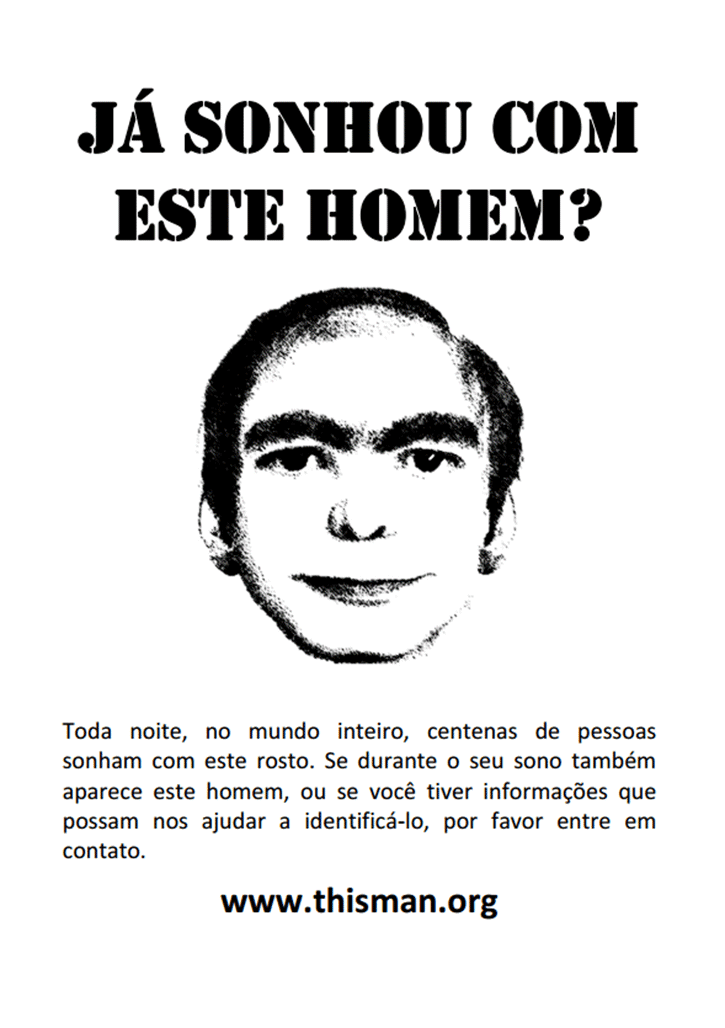 JÁ SONHOU COM
ESTE HOMEM?
Toda noite, no mundo inteiro, centenas de pessoas
sonham com este rosto. Se durante o seu sono também
aparece este homem, ou se você tiver informações que
possam nos ajudar a identificá-lo, por favor entre em
contato.
www.thisman.org